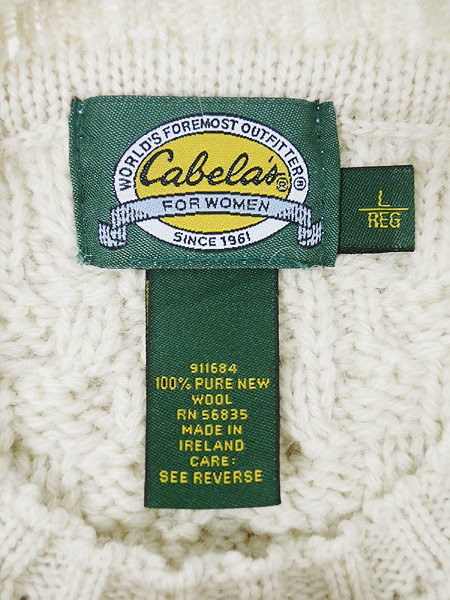 WORLD'S FOREMOST OUTFITTER®
Cabela's®
FOR WOMEN
SINCE 1961
L
REG
911684
100% PURE NEW
WOOL
RN 56835
MADE IN
IRELAND
CARE:
SEE REVERSE